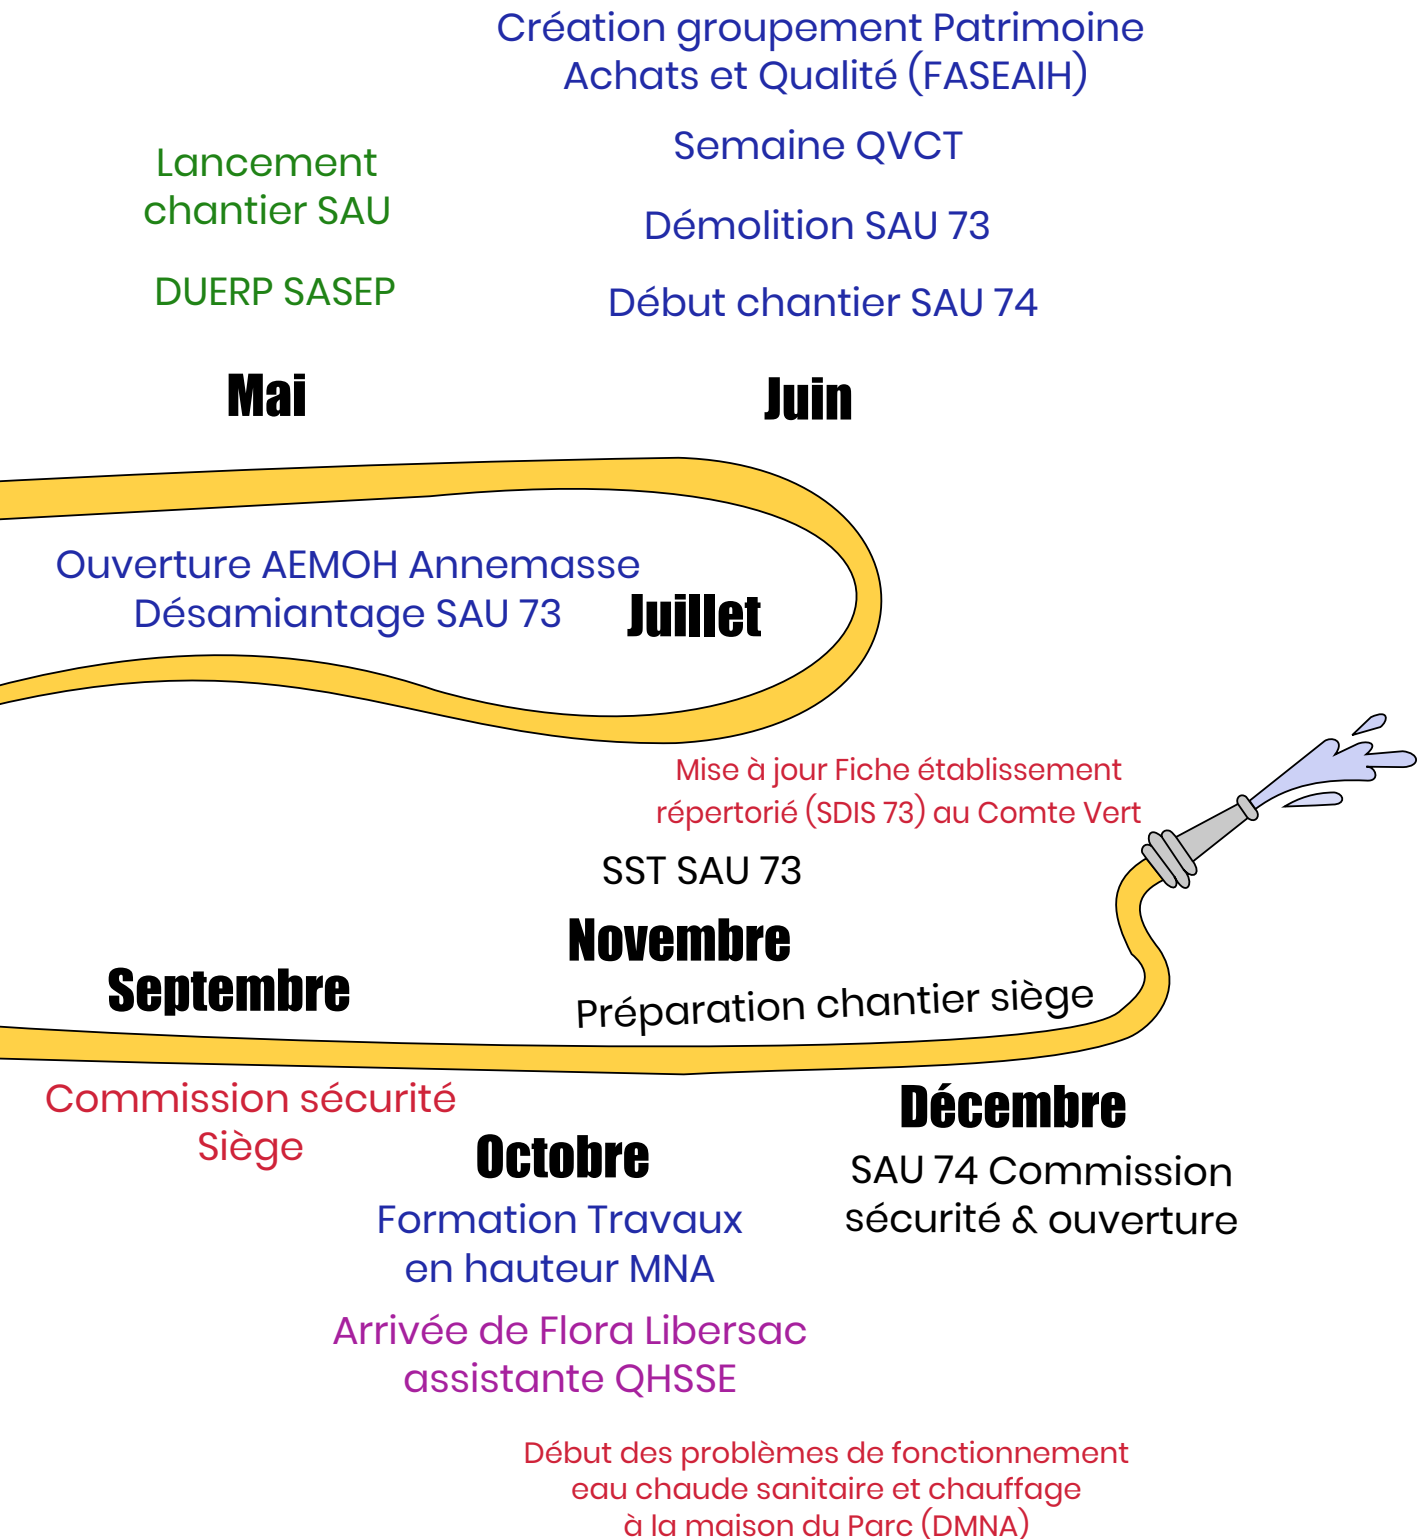 Création groupement Patrimoine
Achats et Qualité (FASEAIH)
Semaine QVCT
Démolition SAU 73
Début chantier SAU 74
Juin
Lancement
chantier SAU
DUERP SASEP
Mai
Ouverture AEMOH Annemasse
Désamiantage SAU 73
Juillet
Mise à jour Fiche établissement
répertorié (SDIS 73) au Comte Vert
SST SAU 73
Novembre
Préparation chantier siège
Septembre
Commission sécurité
Siège
Octobre
Formation Travaux
en hauteur MNA
Arrivée de Flora Libersac
assistante QHSSE
Décembre
SAU 74 Commission
sécurité & ouverture
Début des problèmes de fonctionnement
eau chaude sanitaire et chauffage
à la maison du Parc (DMNA)